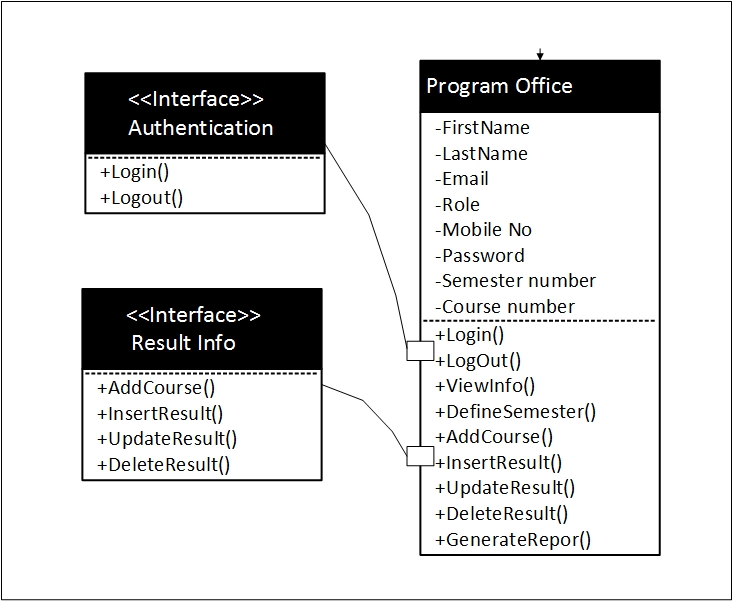 <<Interface>>
Authentication
+Login()
+Logout()
<<Interface>>
Result Info
+AddCourse()
+InsertResult()
+UpdateResult()
+DeleteResult()
Program Office
-FirstName
-LastName
-Email
-Role
-Mobile No
-Password
-Semester number
-Course number
+Login()
+LogOut()
+ViewInfo()
+DefineSemester()
+AddCourse()
+InsertResult()
+UpdateResult()
+DeleteResult()
+GenerateRepor()